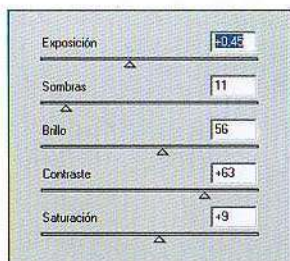 Exposición +0,45
Sombras 11
Brillo 56
Contraste +63
Saturación +9